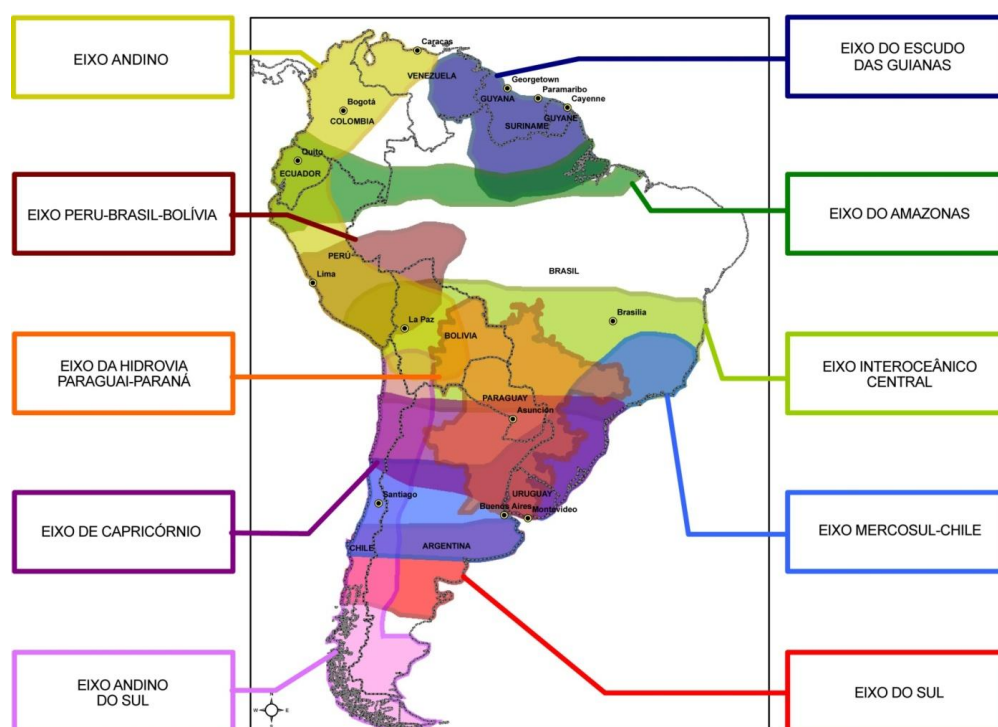 EIXO ANDINO
EIXO PERU-BRASIL-BOLÍVIA
EIXO DA HIDROVIA
PARAGUAI-PARANÁ
EIXO DE CAPRICÓRNIO
EIXO ANDINO
DO SUL
Caracas
VENEZUELA
Georgetown
Paramaribo
GUYANA
Cayenne
Bogotá
COLOMBIA
SURINAME
GUYANE
Quito
ECUADOR
PERÚ
Lima
BRASIL
La Paz
Brasilia
BOLIVIA
PARAGUAY
Asunción
Santiago
URUGUAY
Buenos Aires
Montevideo
CHILE
ARGENTINA
N
W
E
S
EIXO DO ESCUDO
DAS GUIANAS
EIXO DO AMAZONAS
EIXO INTEROCEÂNICO
CENTRAL
EIXO MERCOSUL-CHILE
EIXO DO SUL